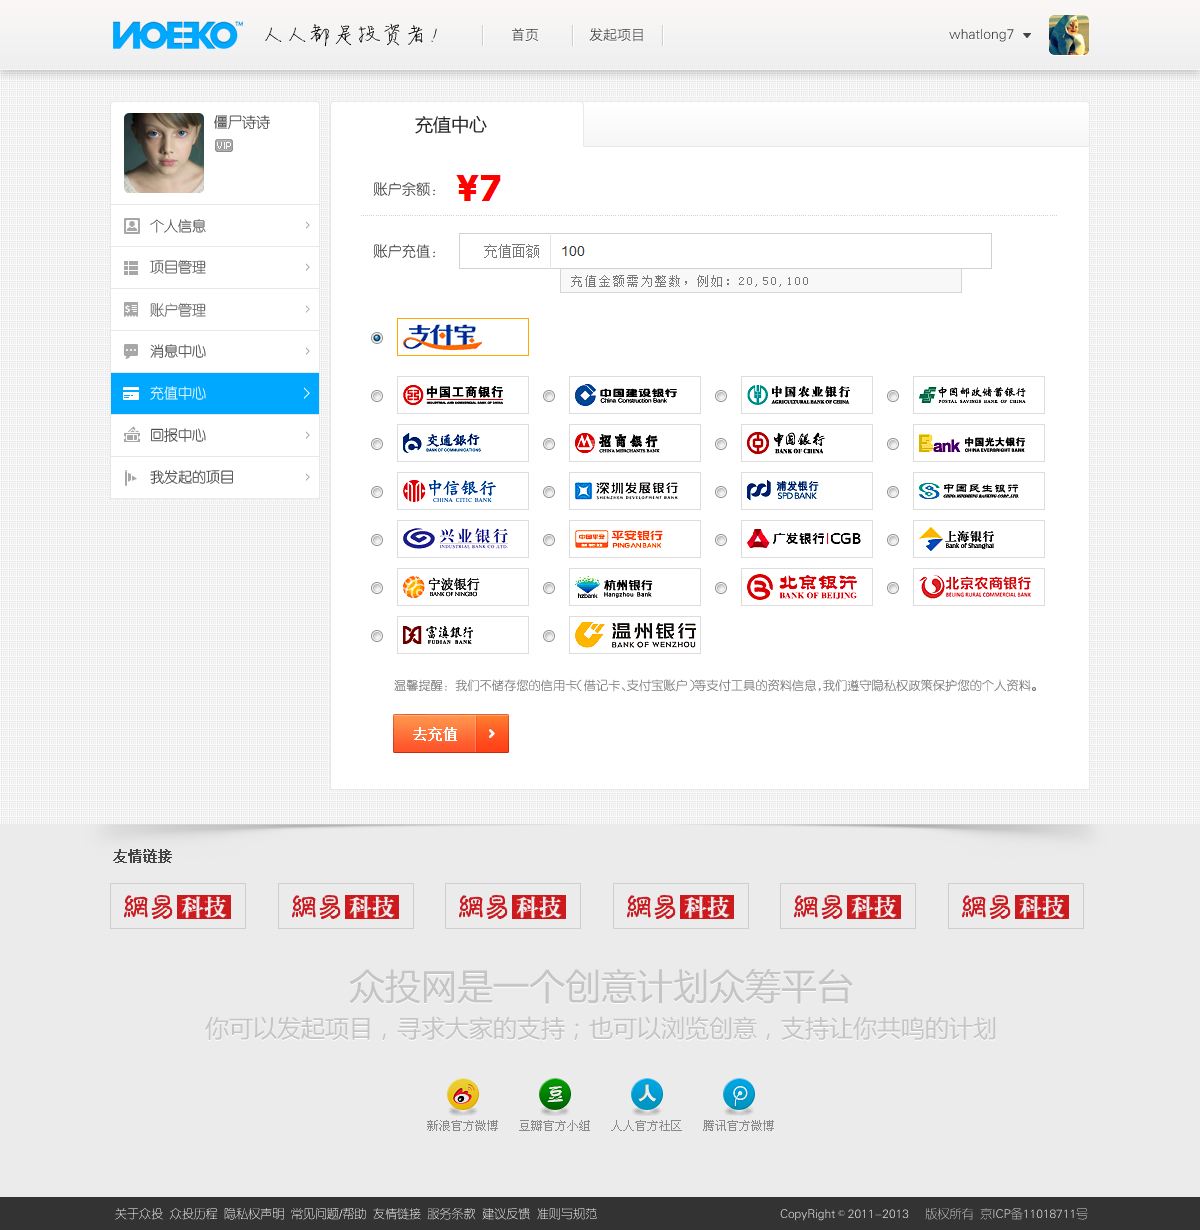 ИOEKO™ 人人都是投资者! 首页 发起项目 whatlong7
僵尸诗诗
VIP
个人信息
项目管理
账户管理
消息中心
充值中心
回报中心
我发起的项目
充值中心
账户余额： ¥7
账户充值： 充值面额 100
充值金额需为整数，例如：20,50,100
支付宝
中国工商银行 INDUSTRIAL AND COMMERCIAL BANK OF CHINA
中国建设银行 China Construction Bank
中国农业银行 AGRICULTURAL BANK OF CHINA
中国邮政储蓄银行 POSTAL SAVINGS BANK OF CHINA
交通银行 BANK OF COMMUNICATIONS
招商银行 CHINA MERCHANTS BANK
中国银行 BANK OF CHINA
Bank 中国光大银行 CHINA EVERBRIGHT BANK
中信银行 CHINA CITIC BANK
深圳发展银行 SHENZHEN DEVELOPMENT BANK
浦发银行 SPD BANK
中国民生银行 CHINA MINSHENG BANKING CORP.,LTD.
兴业银行 INDUSTRIAL BANK CO.,LTD.
中国平安 平安银行 PING AN BANK
广发银行|CGB
上海银行 Bank of Shanghai
宁波银行 BANK OF NINGBO
hzbank 杭州银行 Hangzhou Bank
北京银行 BANK OF BEIJING
北京农商银行 BEIJING RURAL COMMERCIAL BANK
富滇银行 FUDIAN BANK
温州银行 BANK OF WENZHOU
温馨提醒：我们不储存您的信用卡(借记卡、支付宝账户)等支付工具的资料信息,我们遵守隐私权政策保护您的个人资料。
去充值
友情链接
網易科技 網易科技 網易科技 網易科技 網易科技 網易科技
众投网是一个创意计划众筹平台
你可以发起项目，寻求大家的支持；也可以浏览创意，支持让你共鸣的计划
豆 人
新浪官方微博 豆瓣官方小组 人人官方社区 腾讯官方微博
关于众投 众投历程 隐私权声明 常见问题/帮助 友情链接 服务条款 建议反馈 准则与规范 CopyRight © 2011-2013 版权所有 京ICP备11018711号